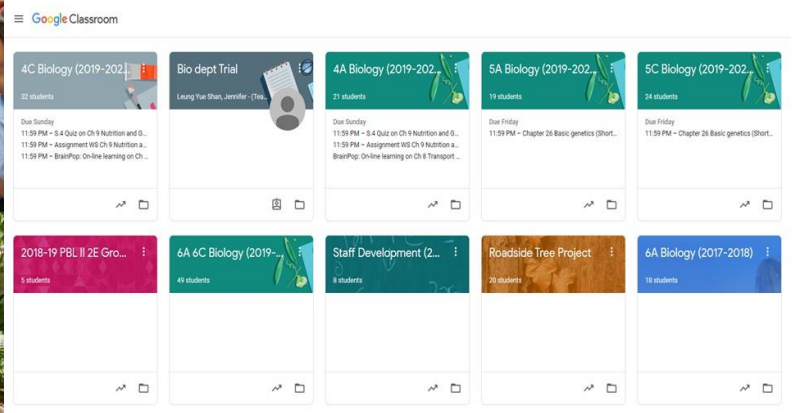 Google Classroom
4C Biology (2019-202...
32 students
Due Sunday
11:59 PM – S.4 Quiz on Ch 9 Nutrition and G...
11:59 PM – Assignment WS Ch 9 Nutrition a...
11:59 PM – BrainPop: On-line learning on Ch ...
Bio dept Trial
Leung Yue Shan, Jennifer - (Tea...
4A Biology (2019-202...
21 students
Due Sunday
11:59 PM – S.4 Quiz on Ch 9 Nutrition and G...
11:59 PM – Assignment WS Ch 9 Nutrition a...
BrainPop: On-line learning on Ch 8 Transport ...
5A Biology (2019-202...
19 students
Due Friday
11:59 PM – Chapter 26 Basic genetics (Short...
5C Biology (2019-202...
24 students
Due Friday
11:59 PM – Chapter 26 Basic genetics (Short...
2018-19 PBL II 2E Gro...
5 students
6A 6C Biology (2019-...
49 students
Staff Development (2...
8 students
Roadside Tree Project
20 students
6A Biology (2017-2018)
18 students